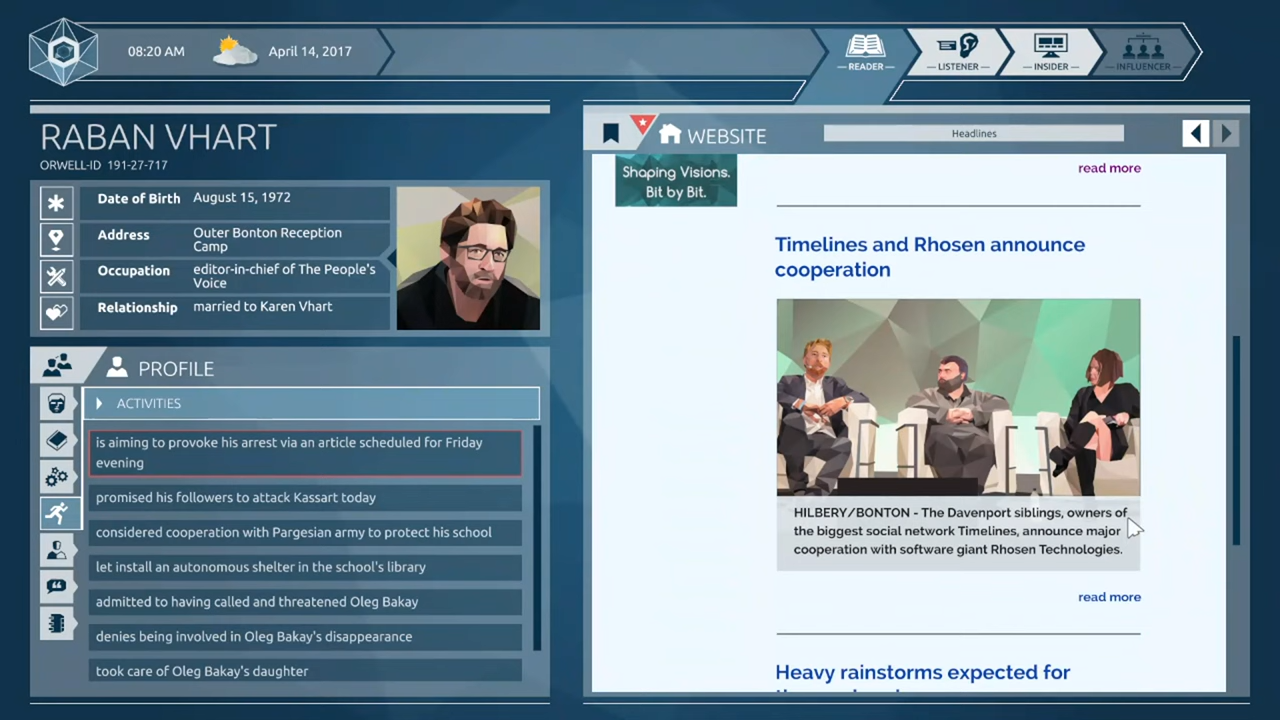 08:20 AM
April 14, 2017
READER
LISTENER
INSIDER
INFLUENCER
RABAN VHART
ORWELL-ID 191-27-717
Date of Birth August 15, 1972
Address Outer Bonton Reception
Camp
Occupation editor-in-chief of The People's
Voice
Relationship married to Karen Vhart
PROFILE
ACTIVITIES
is aiming to provoke his arrest via an article scheduled for Friday
evening
promised his followers to attack Kassart today
considered cooperation with Pargesian army to protect his school
let install an autonomous shelter in the school's library
admitted to having called and threatened Oleg Bakay
denies being involved in Oleg Bakay's disappearance
took care of Oleg Bakay's daughter
WEBSITE
Headlines
Shaping Visions.
Bit by Bit.
read more
Timelines and Rhosen announce
cooperation
HILBERY/BONTON - The Davenport siblings, owners of
the biggest social network Timelines, announce major
cooperation with software giant Rhosen Technologies.
read more
Heavy rainstorms expected for